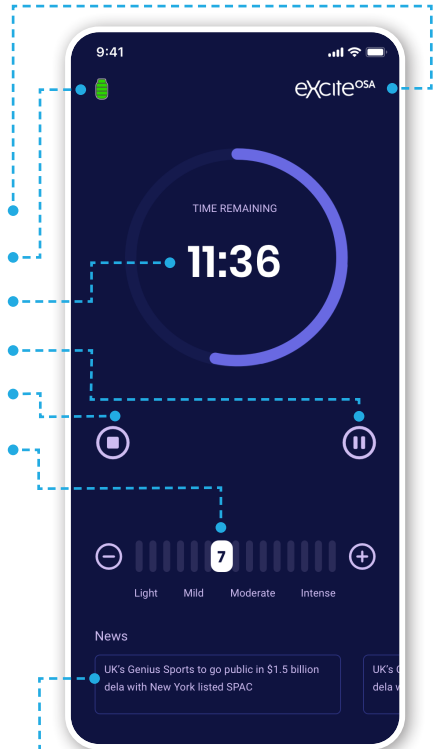 9:41
eXciteOSA
TIME REMAINING
11:36
7
Light Mild Moderate Intense
News
UK's Genius Sports to go public in $1.5 billion
dela with New York listed SPAC
UK's
dela